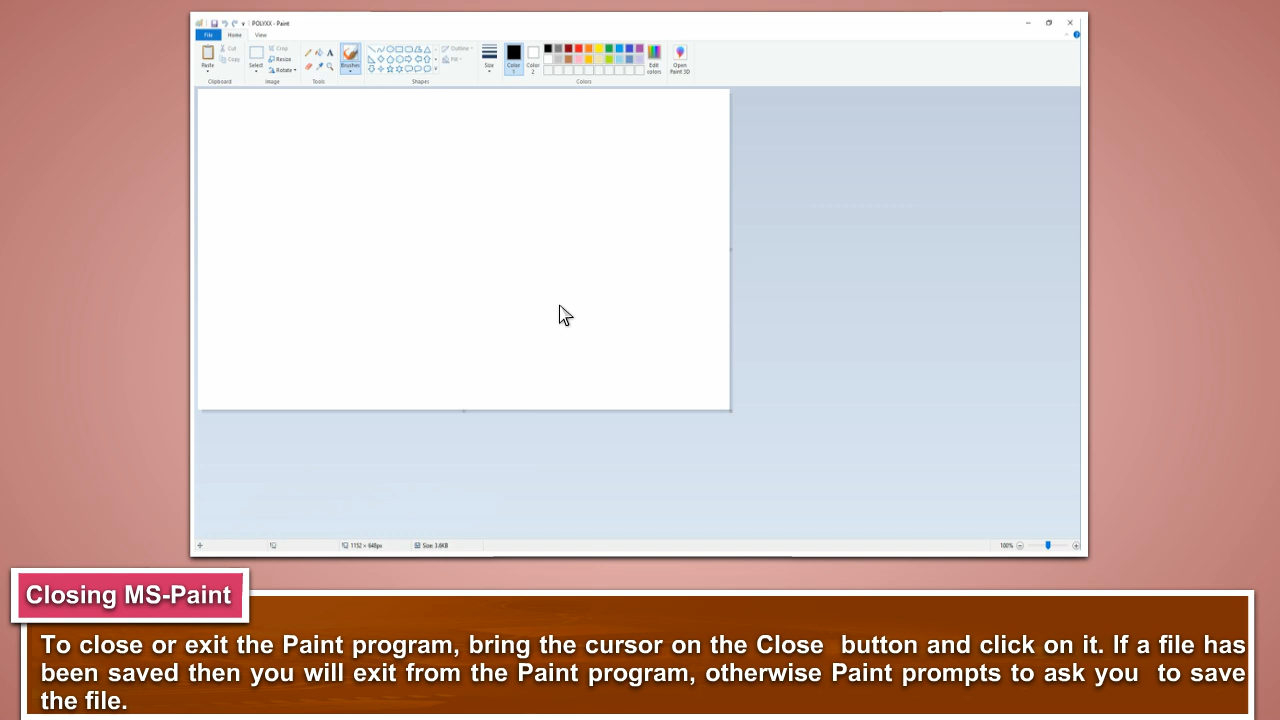 POLYXX - Paint
File Home View
Paste Cut Copy Select Crop Resize Rotate A Brushes Outline Fill Size Color 1 Color 2 Edit colors Open Paint 3D
Clipboard Image Tools Shapes Colors
1152 × 648px Size: 3.6KB 100%
Closing MS-Paint
To close or exit the Paint program, bring the cursor on the Close button and click on it. If a file has
been saved then you will exit from the Paint program, otherwise Paint prompts to ask you to save
the file.